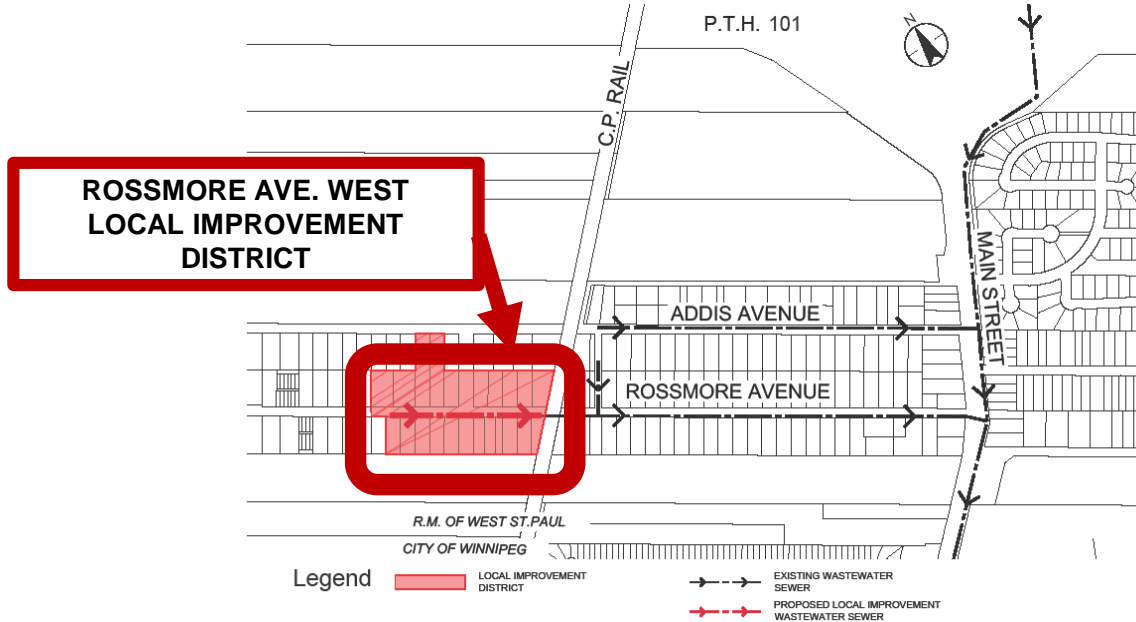 P.T.H. 101
N
C.P. RAIL
ROSSMORE AVE. WEST
LOCAL IMPROVEMENT
DISTRICT
MAIN STREET
ADDIS AVENUE
ROSSMORE AVENUE
R.M. OF WEST ST.PAUL
CITY OF WINNIPEG
Legend
LOCAL IMPROVEMENT
DISTRICT
EXISTING WASTEWATER
SEWER
PROPOSED LOCAL IMPROVEMENT
WASTEWATER SEWER